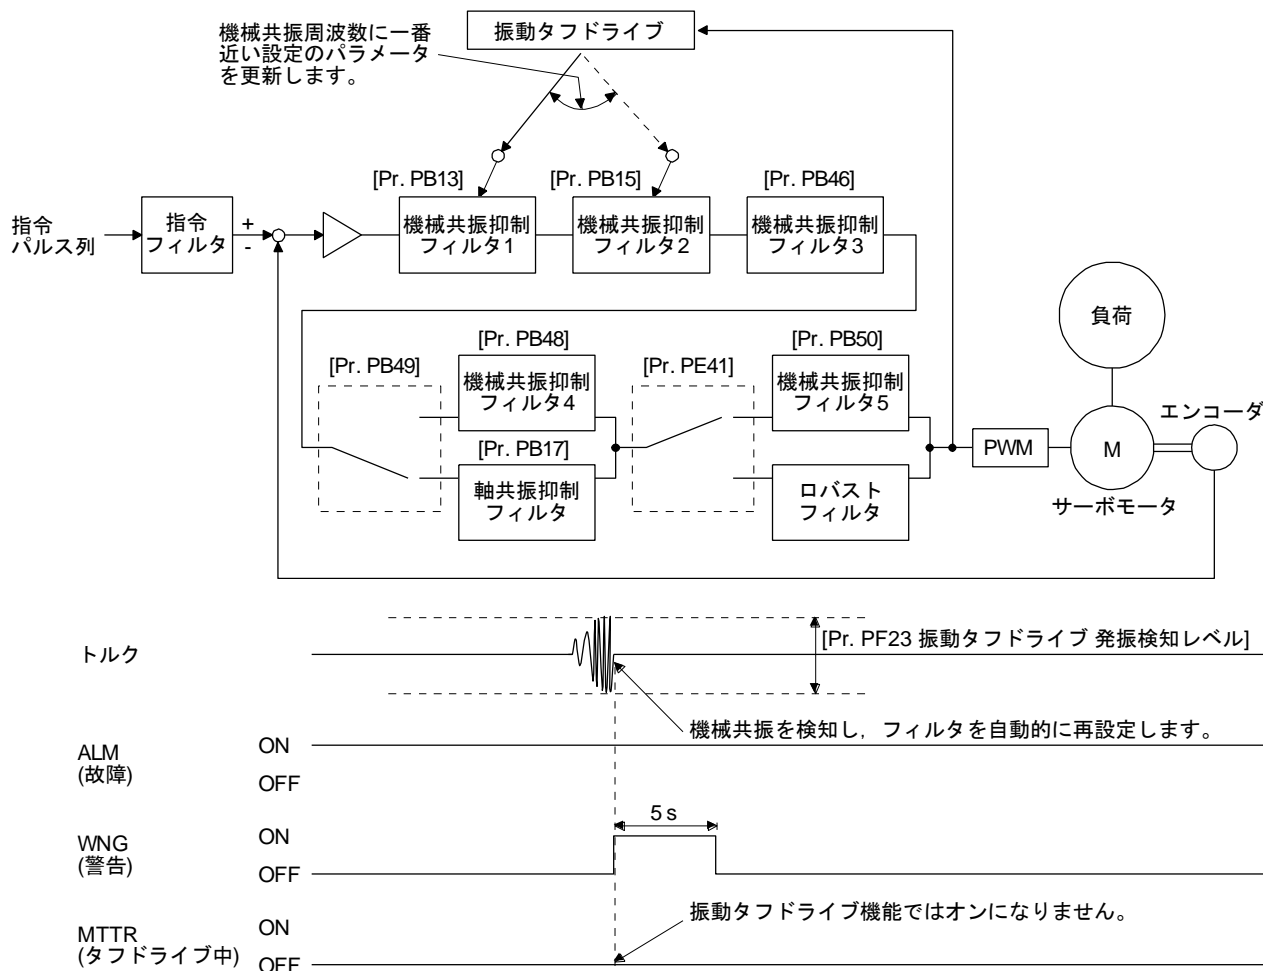 機械共振周波数に一番
近い設定のパラメータ
を更新します。
振動タフドライブ
[Pr. PB13]
[Pr. PB15]
[Pr. PB46]
指令
パルス列
指令
フィルタ
+
-
機械共振抑制
フィルタ1
機械共振抑制
フィルタ2
機械共振抑制
フィルタ3
負荷
[Pr. PB49]
[Pr. PB48]
機械共振抑制
フィルタ4
[Pr. PB17]
軸共振抑制
フィルタ
[Pr. PE41]
[Pr. PB50]
機械共振抑制
フィルタ5
ロバスト
フィルタ
PWM
M
サーボモータ
エンコーダ
トルク
[Pr. PF23 振動タフドライブ 発振検知レベル]
機械共振を検知し，フィルタを自動的に再設定します。
ALM
(故障)
ON
OFF
WNG
(警告)
ON
OFF
5 s
MTTR
(タフドライブ中)
ON
OFF
振動タフドライブ機能ではオンになりません。